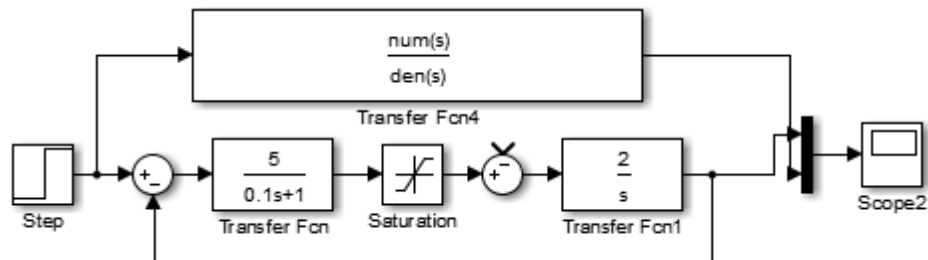 num(s)
den(s)
Transfer Fcn4
Step
5
0.1s+1
Transfer Fcn
Saturation
2
s
Transfer Fcn1
Scope2